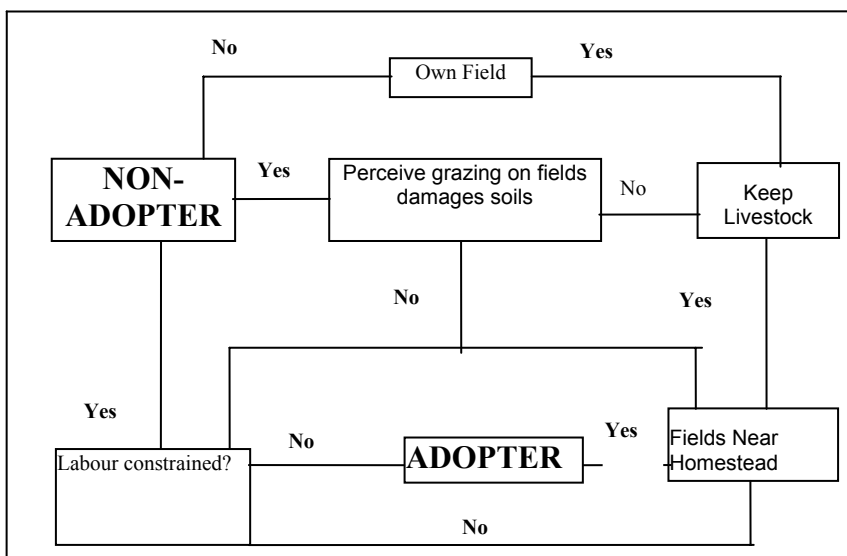 No
Yes
Own Field
NON-
ADOPTER
Yes
Perceive grazing on fields
damages soils
No
Keep
Livestock
No
Yes
Yes
Labour constrained?
No
ADOPTER
Yes
Fields Near
Homestead
No